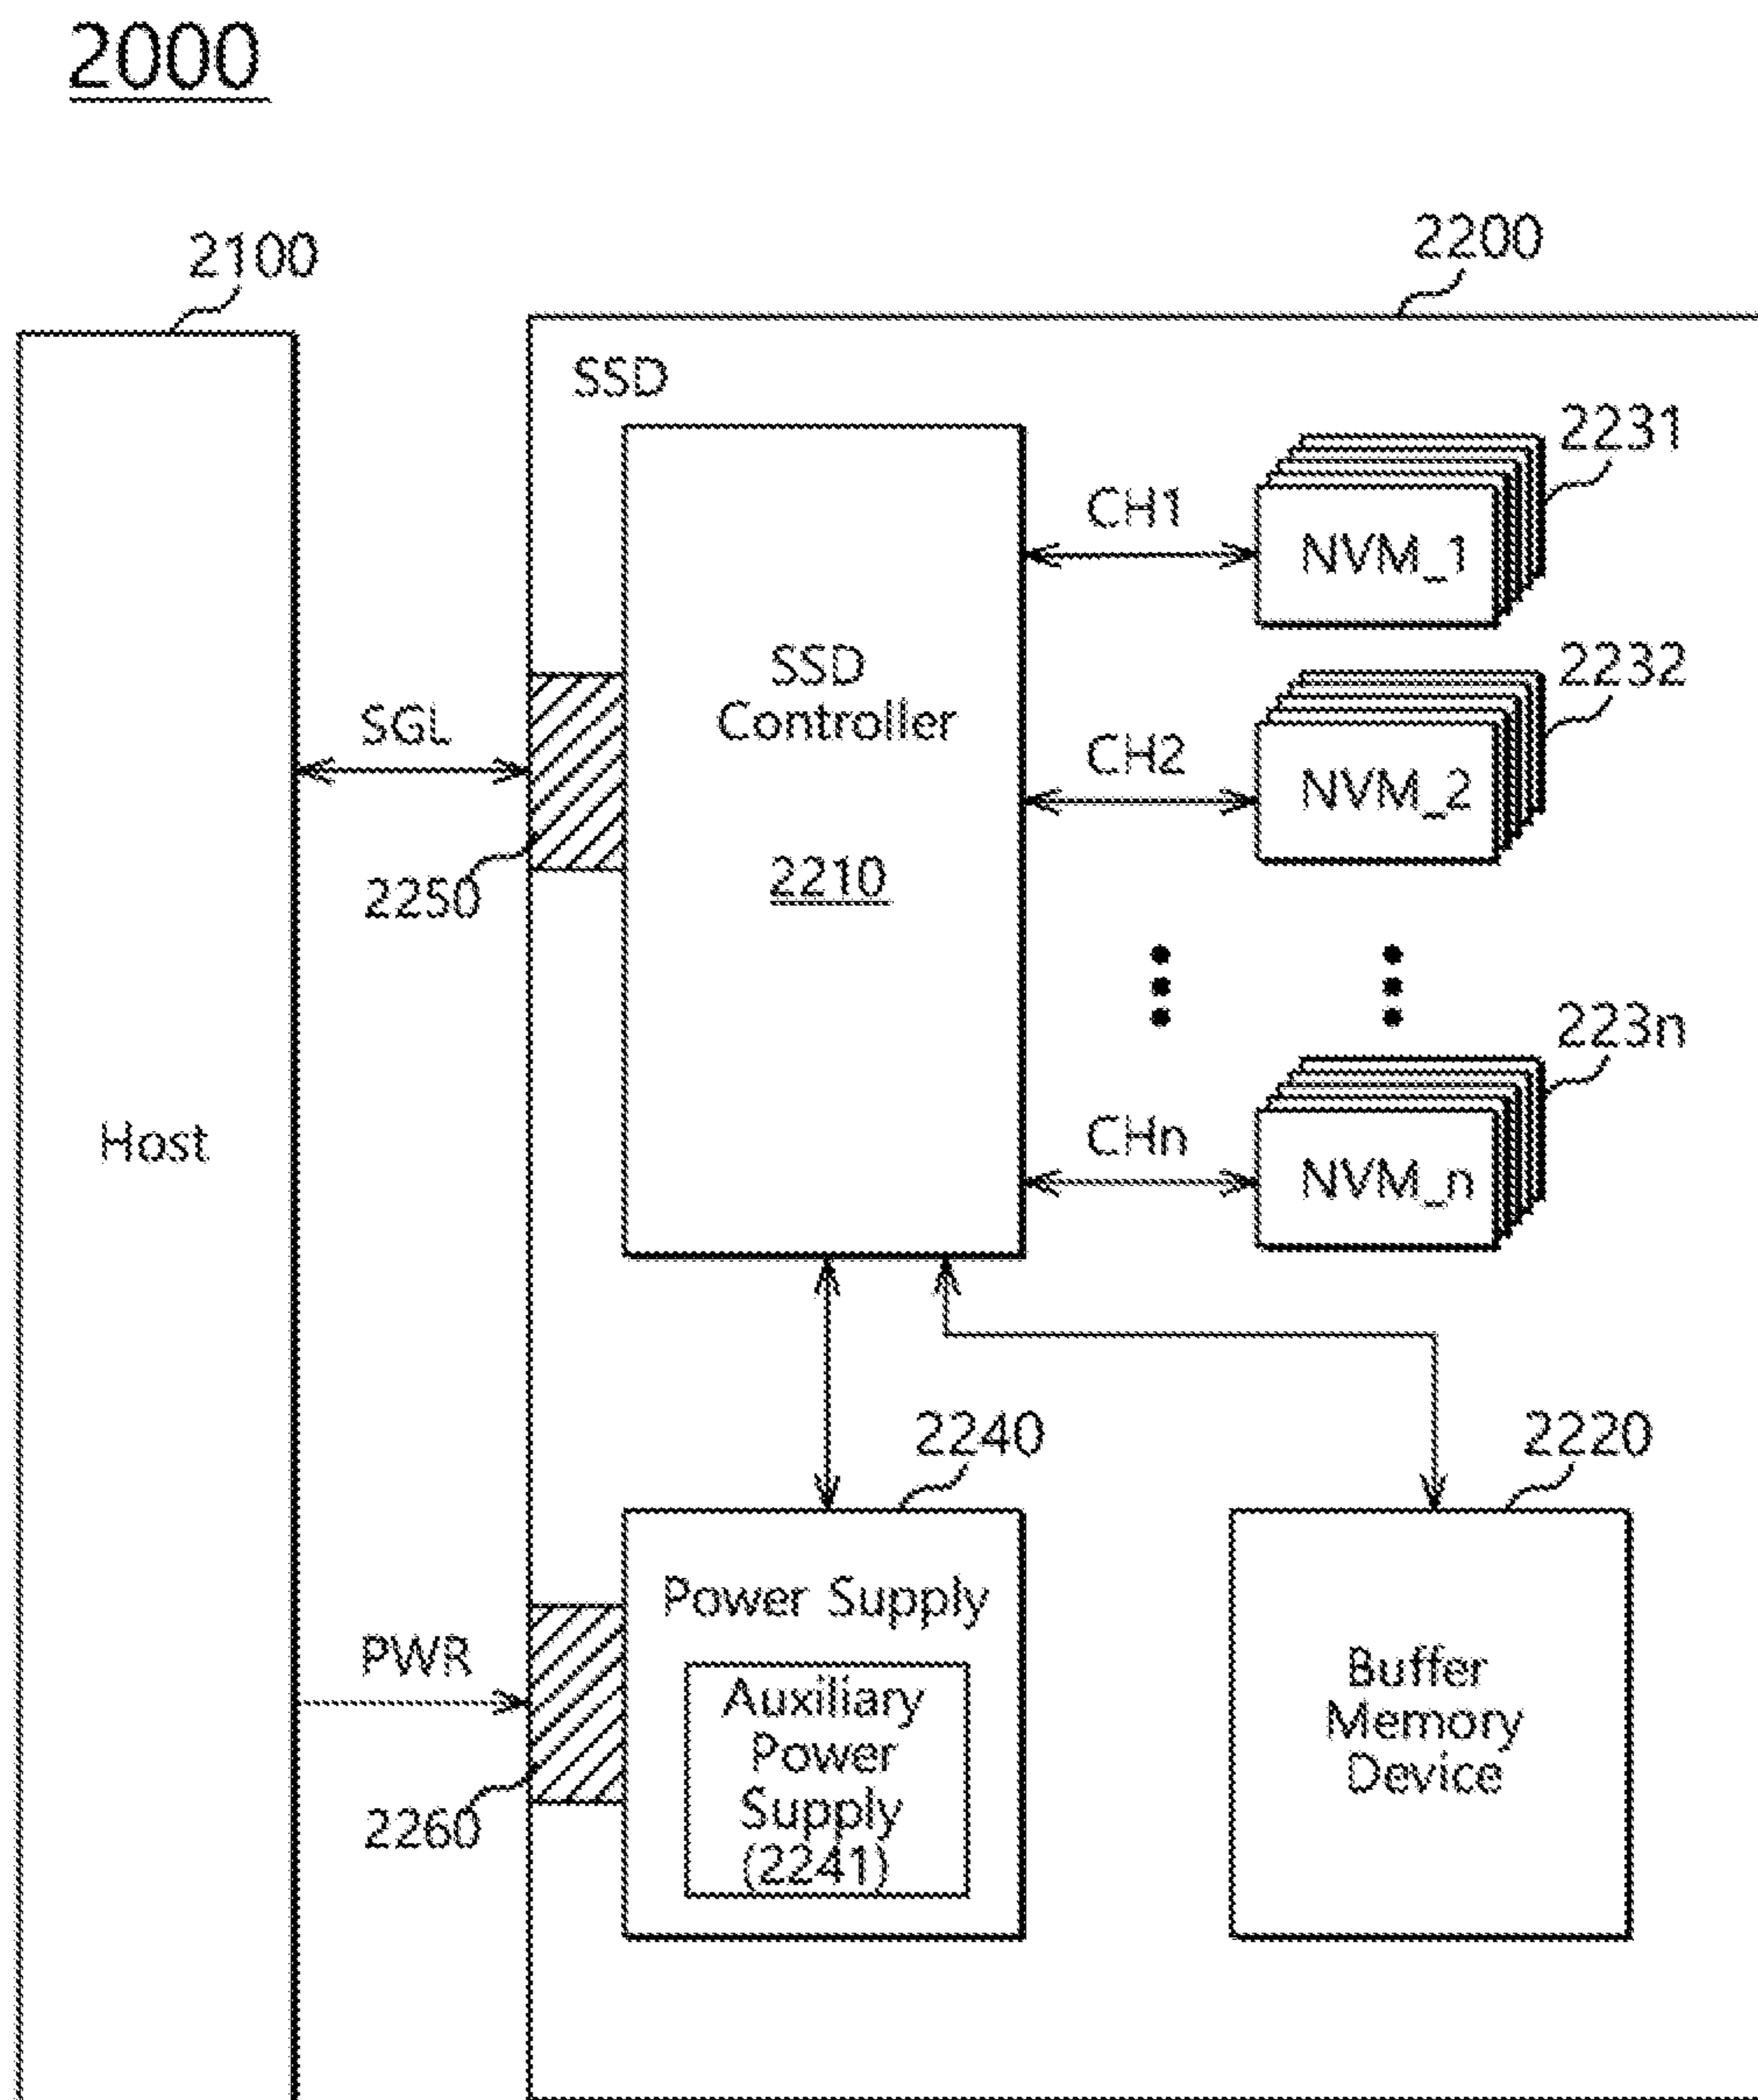 2000
2100
2200
SSD
2231
CH1
NVM_1
SSD
Controller
2210
2232
SGL
CH2
NVM_2
2250
223n
Host
CHn
NVM_n
2240
2220
Power Supply
PWR
Auxiliary
Power
Supply
(2241)
2260
Buffer
Memory
Device